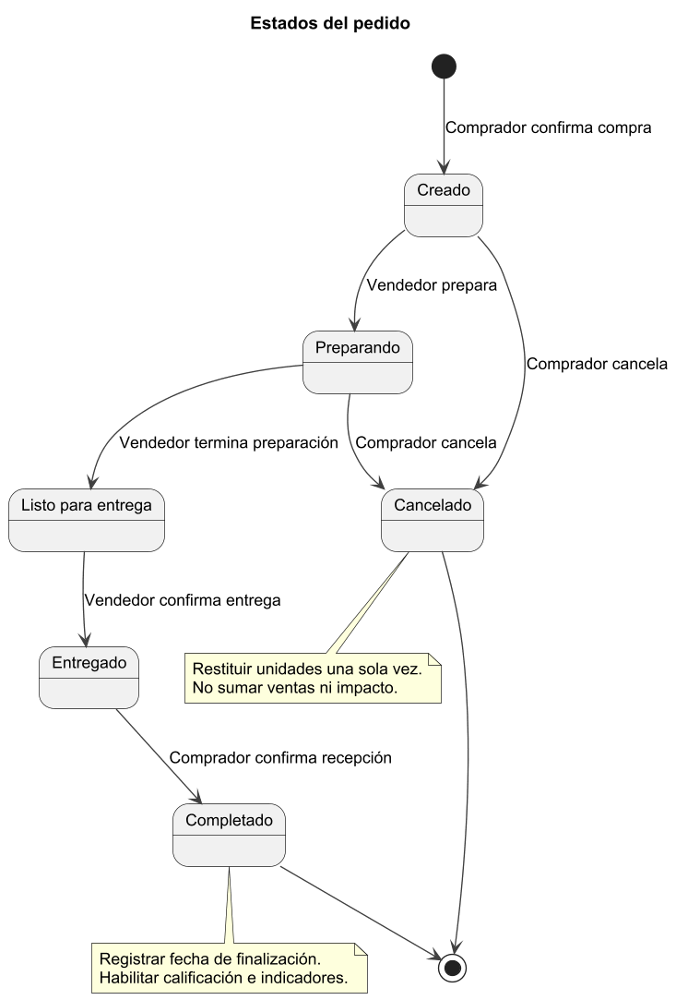 Estados del pedido
Comprador confirma compra
Creado
Vendedor prepara
Preparando
Comprador cancela
Vendedor termina preparación
Comprador cancela
Listo para entrega
Cancelado
Vendedor confirma entrega
Entregado
Restituir unidades una sola vez.
No sumar ventas ni impacto.
Comprador confirma recepción
Completado
Registrar fecha de finalización.
Habilitar calificación e indicadores.